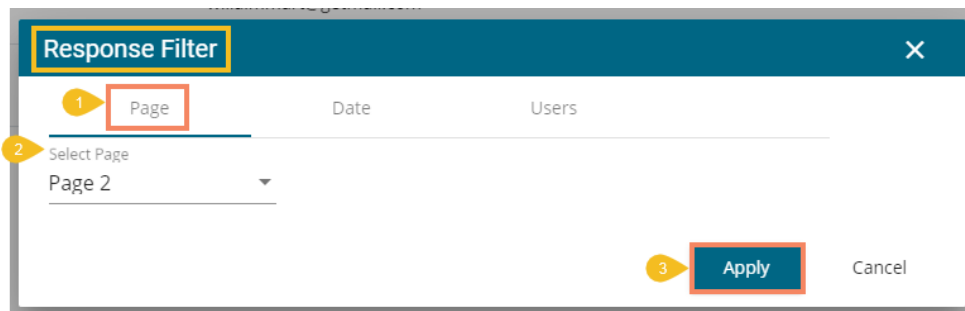 Response Filter
1
Page
Date
Users
2
Select Page
Page 2
3
Apply
Cancel